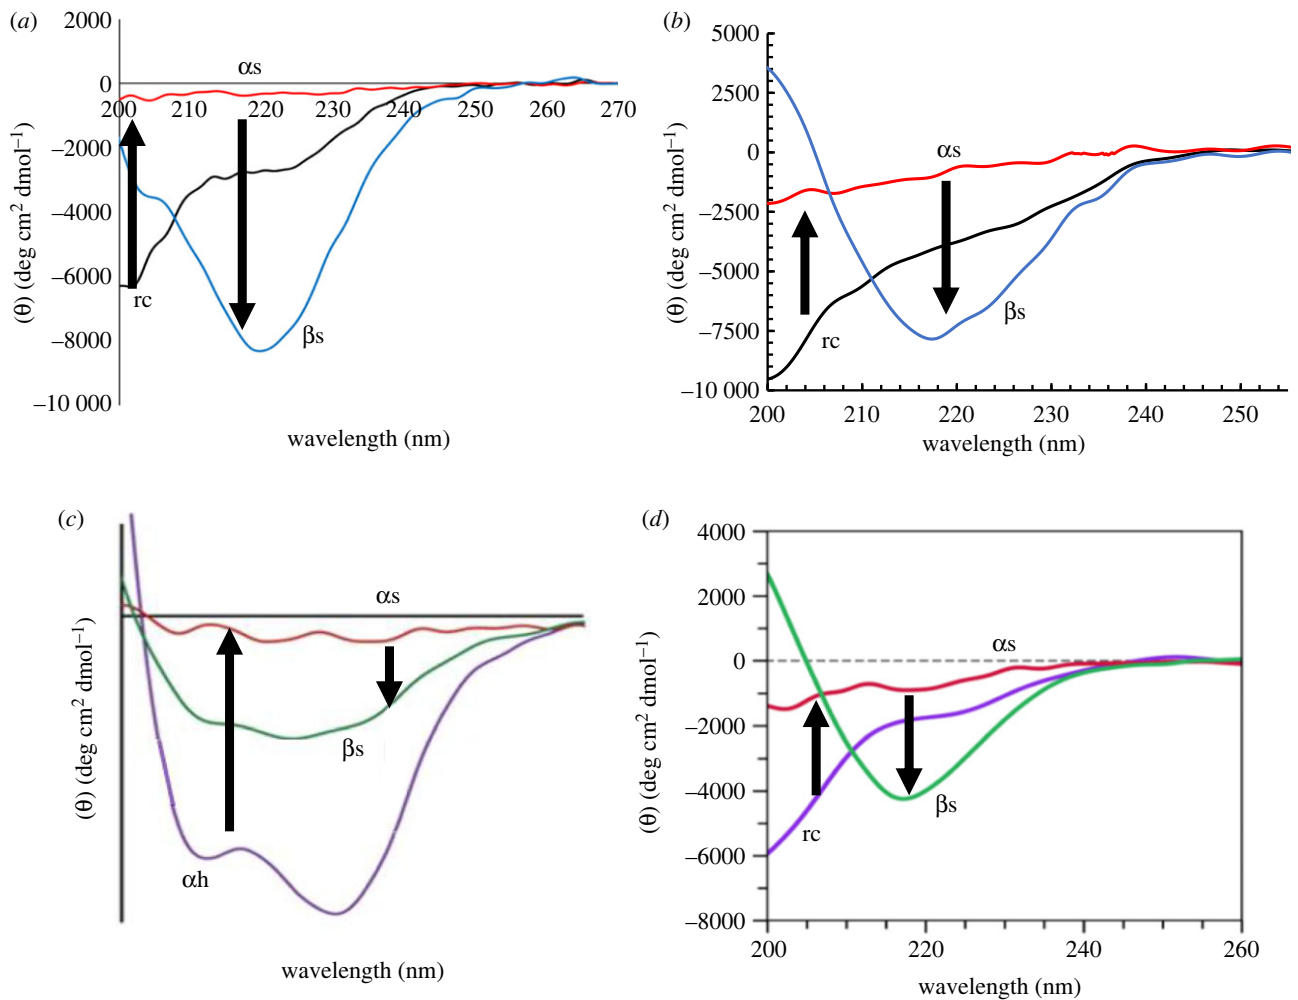 (a)
2000
0
−2000
−4000
−6000
−8000
−10 000
200 210 220 230 240 250 260 270
αs
rc
βs
(θ) (deg cm² dmol⁻¹)
wavelength (nm)
(b)
5000
2500
0
−2500
−5000
−7500
−10 000
200 210 220 230 240 250
αs
rc
βs
(θ) (deg cm² dmol⁻¹)
wavelength (nm)
(c)
αs
βs
αh
(θ) (deg cm² dmol⁻¹)
wavelength (nm)
(d)
4000
2000
0
−2000
−4000
−6000
−8000
200 220 240 260
αs
rc
βs
(θ) (deg cm² dmol⁻¹)
wavelength (nm)